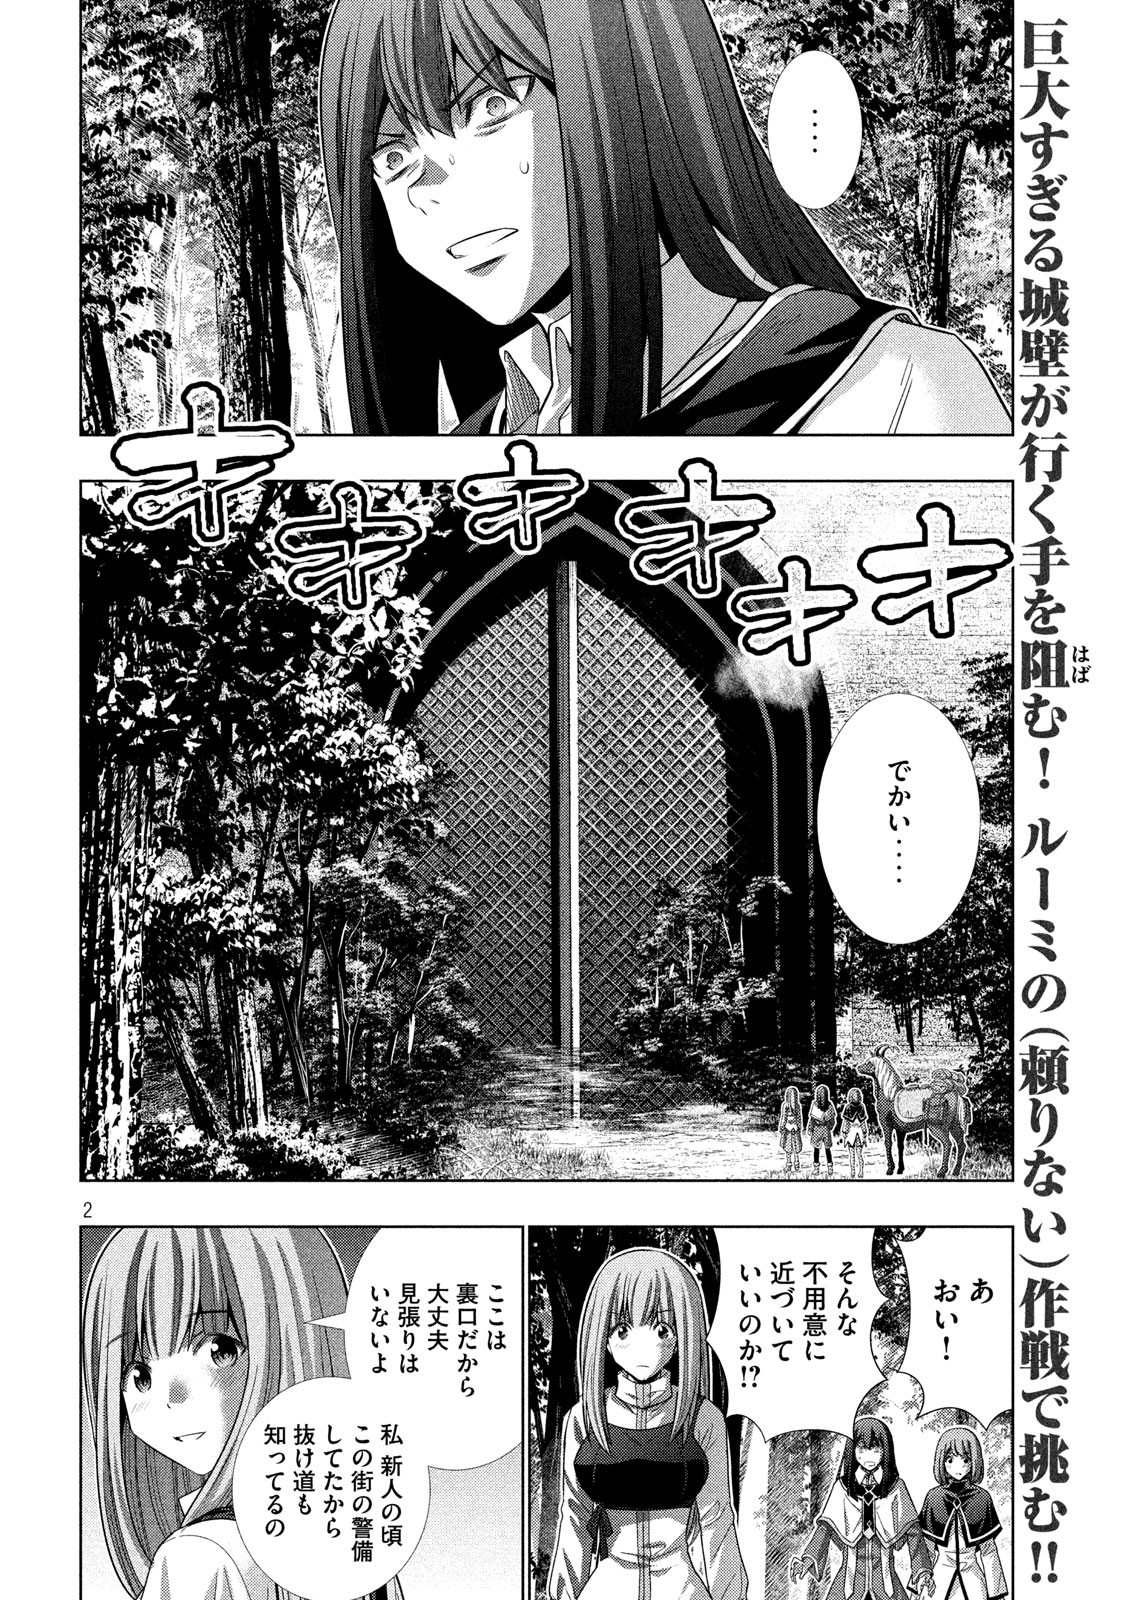 巨大すぎる城壁が行く手を阻む！ ルーミの（頼りない）作戦で挑む!!
はば
‥‥
オオオオオオ
でかい‥‥
あ
おい！
そんな
不用意に
近づいて
いいのか!?
ここは
裏口だから
大丈夫
見張りは
いないよ
私 新人の頃
この街の警備
してたから
抜け道も
知ってるの
2